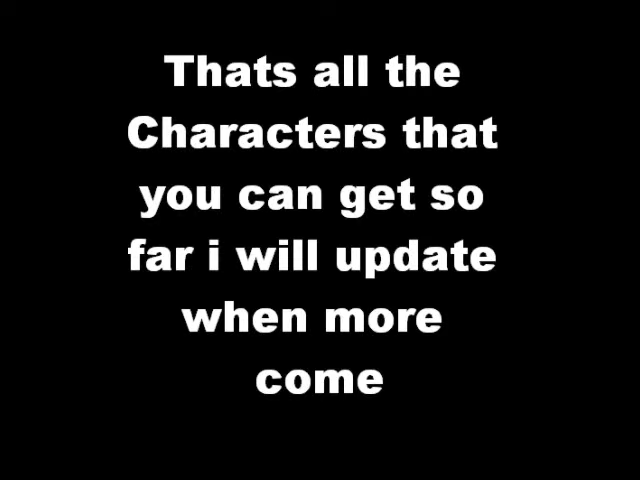 Thats all the
Characters that
you can get so
far i will update
when more
come